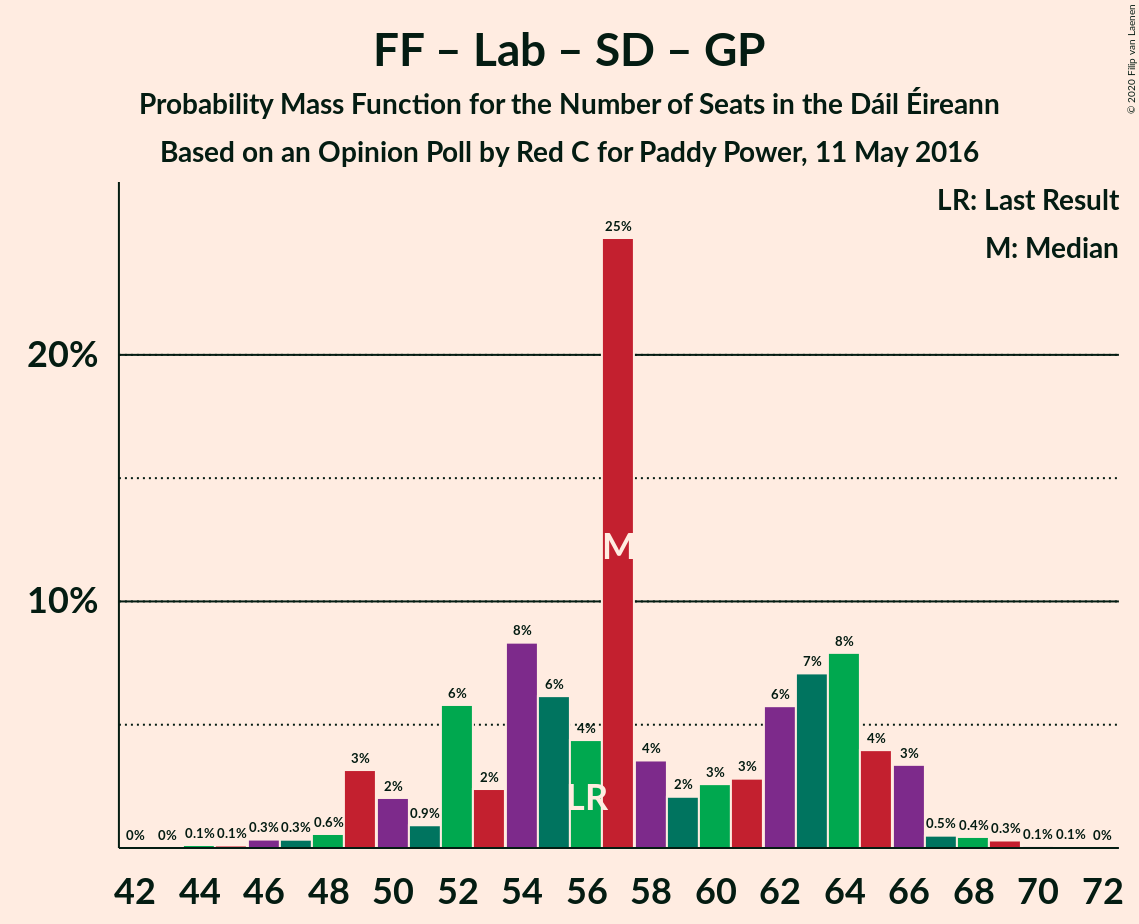 FF – Lab – SD – GP
Probability Mass Function for the Number of Seats in the Dáil Éireann
Based on an Opinion Poll by Red C for Paddy Power, 11 May 2016
© 2020 Filip van Laenen
LR: Last Result
M: Median
20%
10%
0% 0% 0.1% 0.1% 0.3% 0.3% 0.6% 3% 2% 0.9% 6% 2% 8% 6% 4% 25% 4% 2% 3% 3% 6% 7% 8% 4% 3% 0.5% 0.4% 0.3% 0.1% 0.1% 0%
M
LR
42 44 46 48 50 52 54 56 58 60 62 64 66 68 70 72